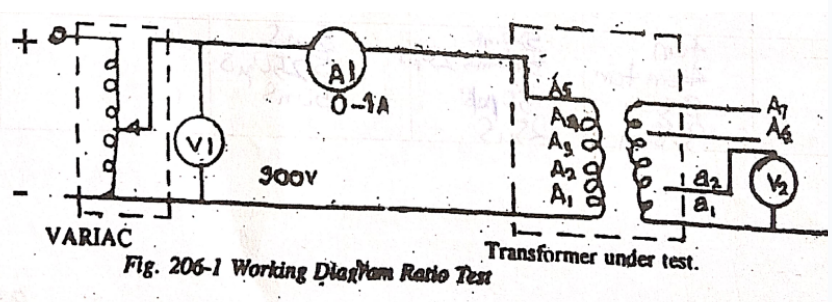 +
A1
0-1A
V1
300V
-
VARIAC
A5
A4
A3
A2
A1
A7
A6
a2
a1
V2
Transformer under test.
Fig. 206-1 Working Diagram Ratio Test